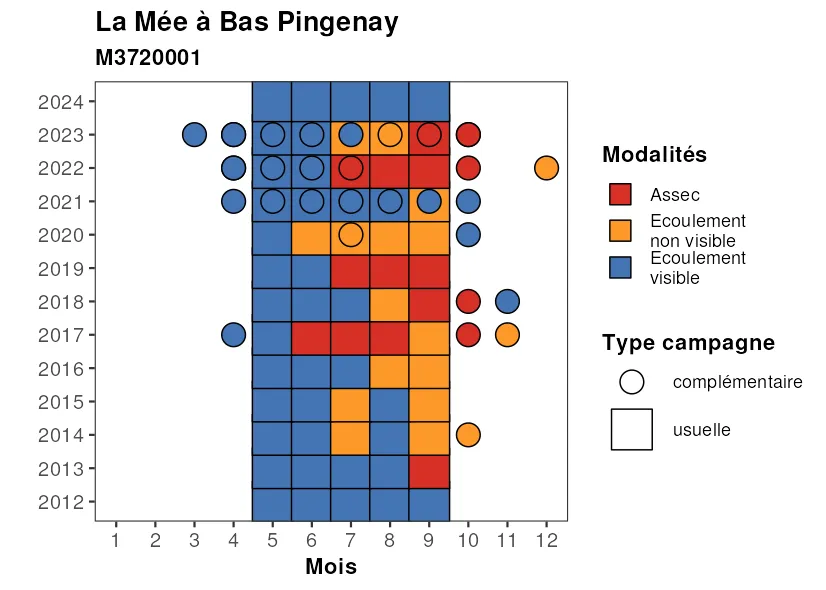 La Mée à Bas Pingenay
M3720001
2024
2023
2022
2021
2020
2019
2018
2017
2016
2015
2014
2013
2012
1 2 3 4 5 6 7 8 9 10 11 12
Mois
Modalités
Assec
Ecoulement
non visible
Ecoulement
visible
Type campagne
complémentaire
usuelle